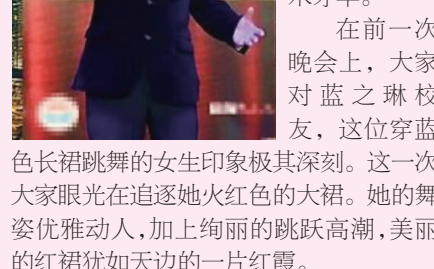 在前一次
晚会上，大家
对蓝之琳校
友，这位穿蓝
色长裙跳舞的女生印象极其深刻。这一次
大家眼光在追逐她火红色的大裙。她的舞
姿优雅动人，加上绚丽的跳跃高潮，美丽
的红裙犹如天边的一片红霞。